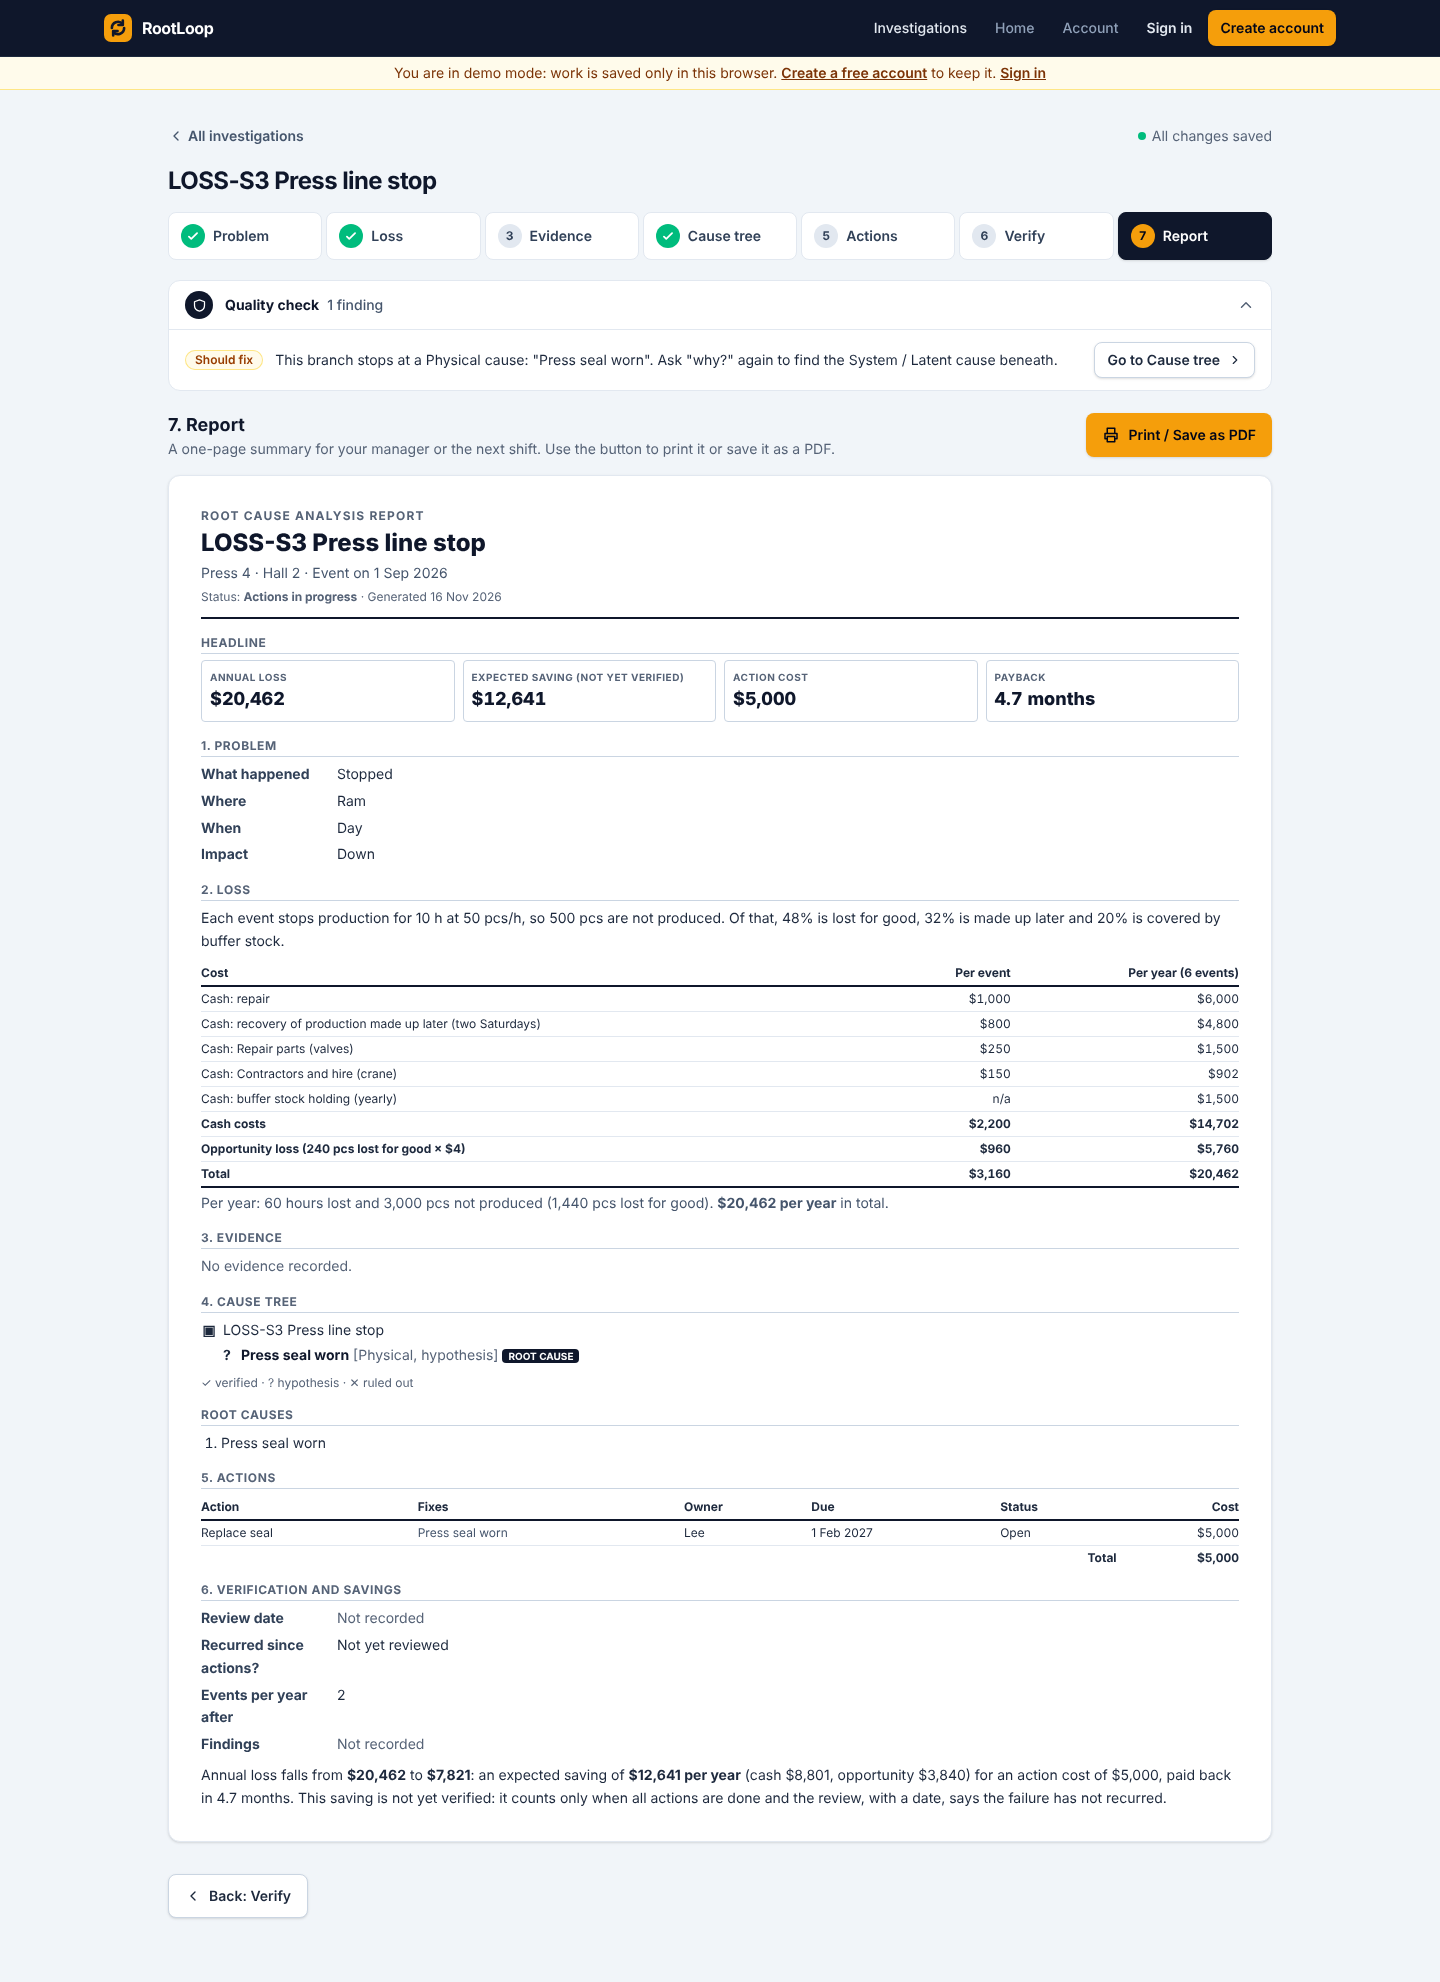 RootLoop
Investigations Home Account Sign in Create account
You are in demo mode: work is saved only in this browser. Create a free account to keep it. Sign in
All investigations
All changes saved
LOSS-S3 Press line stop
Problem
Loss
3 Evidence
Cause tree
5 Actions
6 Verify
7 Report
Quality check 1 finding
Should fix This branch stops at a Physical cause: "Press seal worn". Ask "why?" again to find the System / Latent cause beneath. Go to Cause tree
7. Report
A one-page summary for your manager or the next shift. Use the button to print it or save it as a PDF.
Print / Save as PDF
ROOT CAUSE ANALYSIS REPORT
LOSS-S3 Press line stop
Press 4 · Hall 2 · Event on 1 Sep 2026
Status: Actions in progress · Generated 16 Nov 2026
HEADLINE
ANNUAL LOSS
$20,462
EXPECTED SAVING (NOT YET VERIFIED)
$12,641
ACTION COST
$5,000
PAYBACK
4.7 months
1. PROBLEM
What happened Stopped
Where Ram
When Day
Impact Down
2. LOSS
Each event stops production for 10 h at 50 pcs/h, so 500 pcs are not produced. Of that, 48% is lost for good, 32% is made up later and 20% is covered by
buffer stock.
Cost Per event Per year (6 events)
Cash: repair $1,000 $6,000
Cash: recovery of production made up later (two Saturdays) $800 $4,800
Cash: Repair parts (valves) $250 $1,500
Cash: Contractors and hire (crane) $150 $902
Cash: buffer stock holding (yearly) n/a $1,500
Cash costs $2,200 $14,702
Opportunity loss (240 pcs lost for good × $4) $960 $5,760
Total $3,160 $20,462
Per year: 60 hours lost and 3,000 pcs not produced (1,440 pcs lost for good). $20,462 per year in total.
3. EVIDENCE
No evidence recorded.
4. CAUSE TREE
▣ LOSS-S3 Press line stop
? Press seal worn [Physical, hypothesis] ROOT CAUSE
✓ verified · ? hypothesis · ✕ ruled out
ROOT CAUSES
1. Press seal worn
5. ACTIONS
Action Fixes Owner Due Status Cost
Replace seal Press seal worn Lee 1 Feb 2027 Open $5,000
Total $5,000
6. VERIFICATION AND SAVINGS
Review date Not recorded
Recurred since Not yet reviewed
actions?
Events per year 2
after
Findings Not recorded
Annual loss falls from $20,462 to $7,821: an expected saving of $12,641 per year (cash $8,801, opportunity $3,840) for an action cost of $5,000, paid back
in 4.7 months. This saving is not yet verified: it counts only when all actions are done and the review, with a date, says the failure has not recurred.
Back: Verify